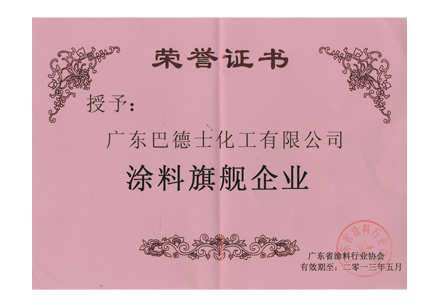 荣誉证书
授予：
广东巴德士化工有限公司
涂料旗舰企业
广东省涂料行业协会
有效期至：二零一三年五月